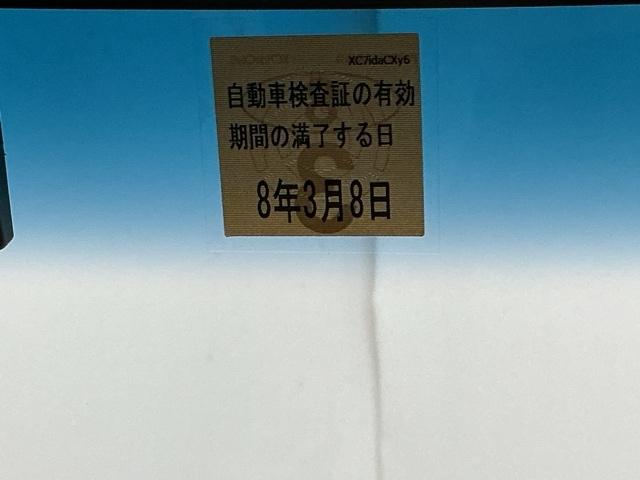 XC7idaCXy6
自動車検査証の有効
期間の満了する日
8年3月8日